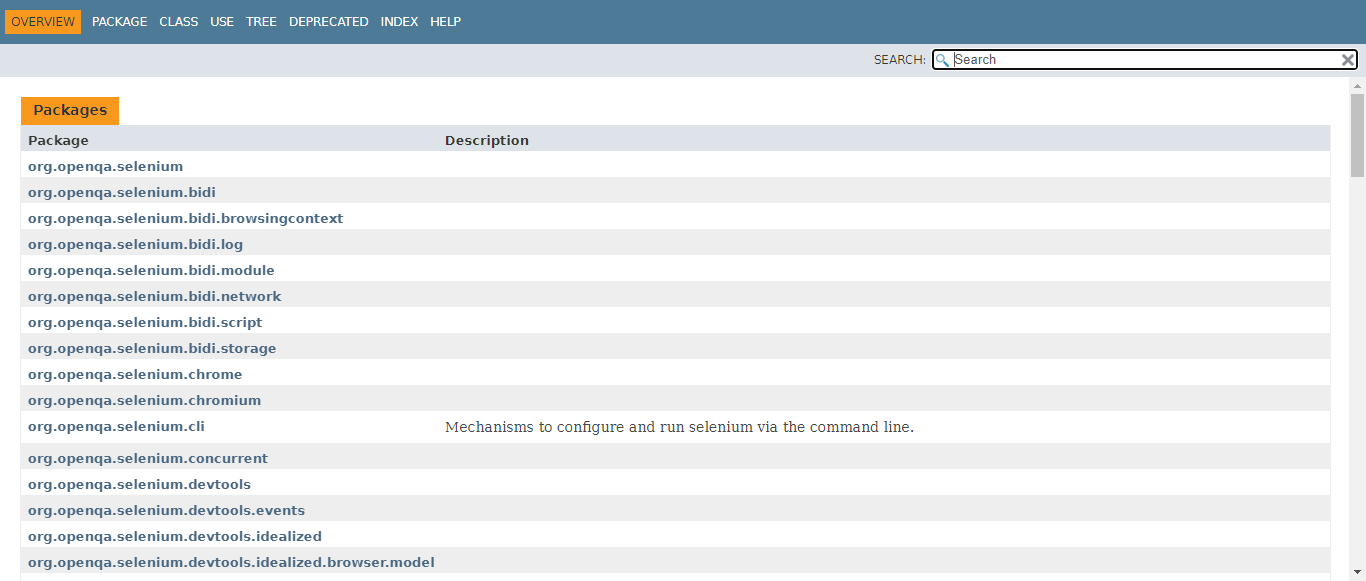 OVERVIEW PACKAGE CLASS USE TREE DEPRECATED INDEX HELP
SEARCH: Search
Packages
Package Description
org.openqa.selenium
org.openqa.selenium.bidi
org.openqa.selenium.bidi.browsingcontext
org.openqa.selenium.bidi.log
org.openqa.selenium.bidi.module
org.openqa.selenium.bidi.network
org.openqa.selenium.bidi.script
org.openqa.selenium.bidi.storage
org.openqa.selenium.chrome
org.openqa.selenium.chromium
org.openqa.selenium.cli Mechanisms to configure and run selenium via the command line.
org.openqa.selenium.concurrent
org.openqa.selenium.devtools
org.openqa.selenium.devtools.events
org.openqa.selenium.devtools.idealized
org.openqa.selenium.devtools.idealized.browser.model